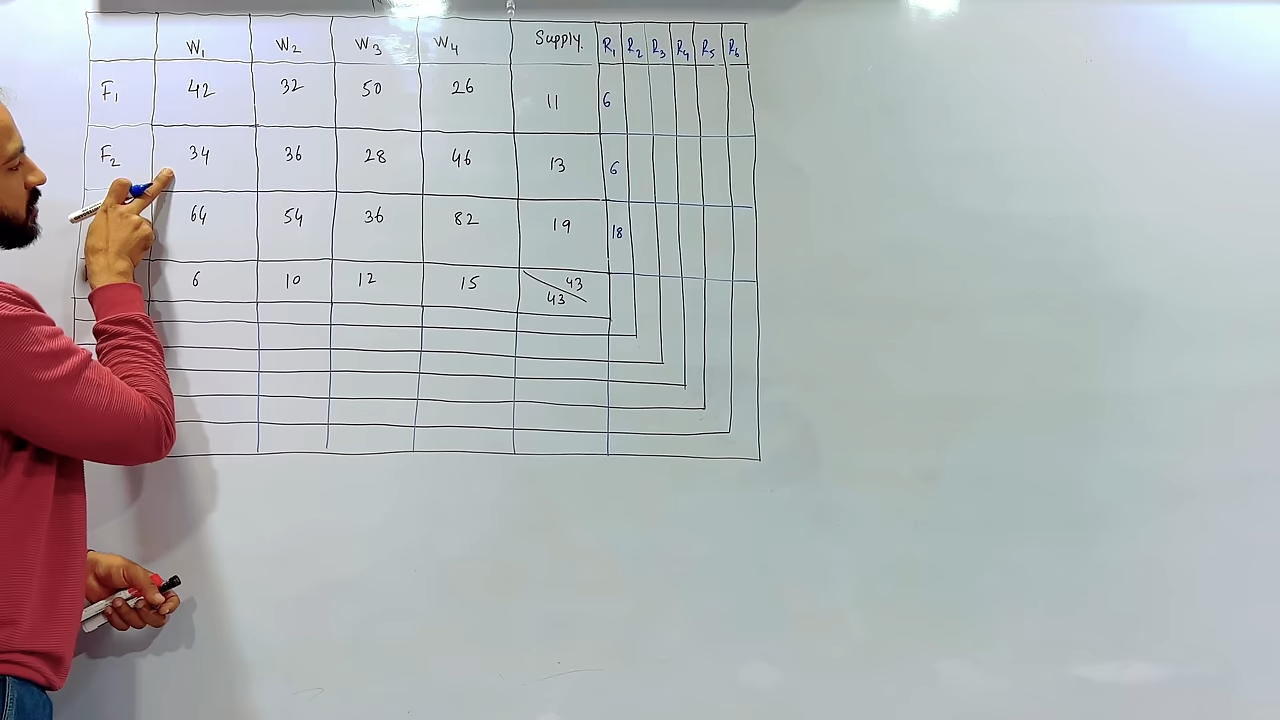 W1 W2 W3 W4 Supply. R1 R2 R3 R4 R5 R6
F1 42 32 50 26 11 6
F2 34 36 28 46 13 6
64 54 36 82 19 18
6 10 12 15 43
43